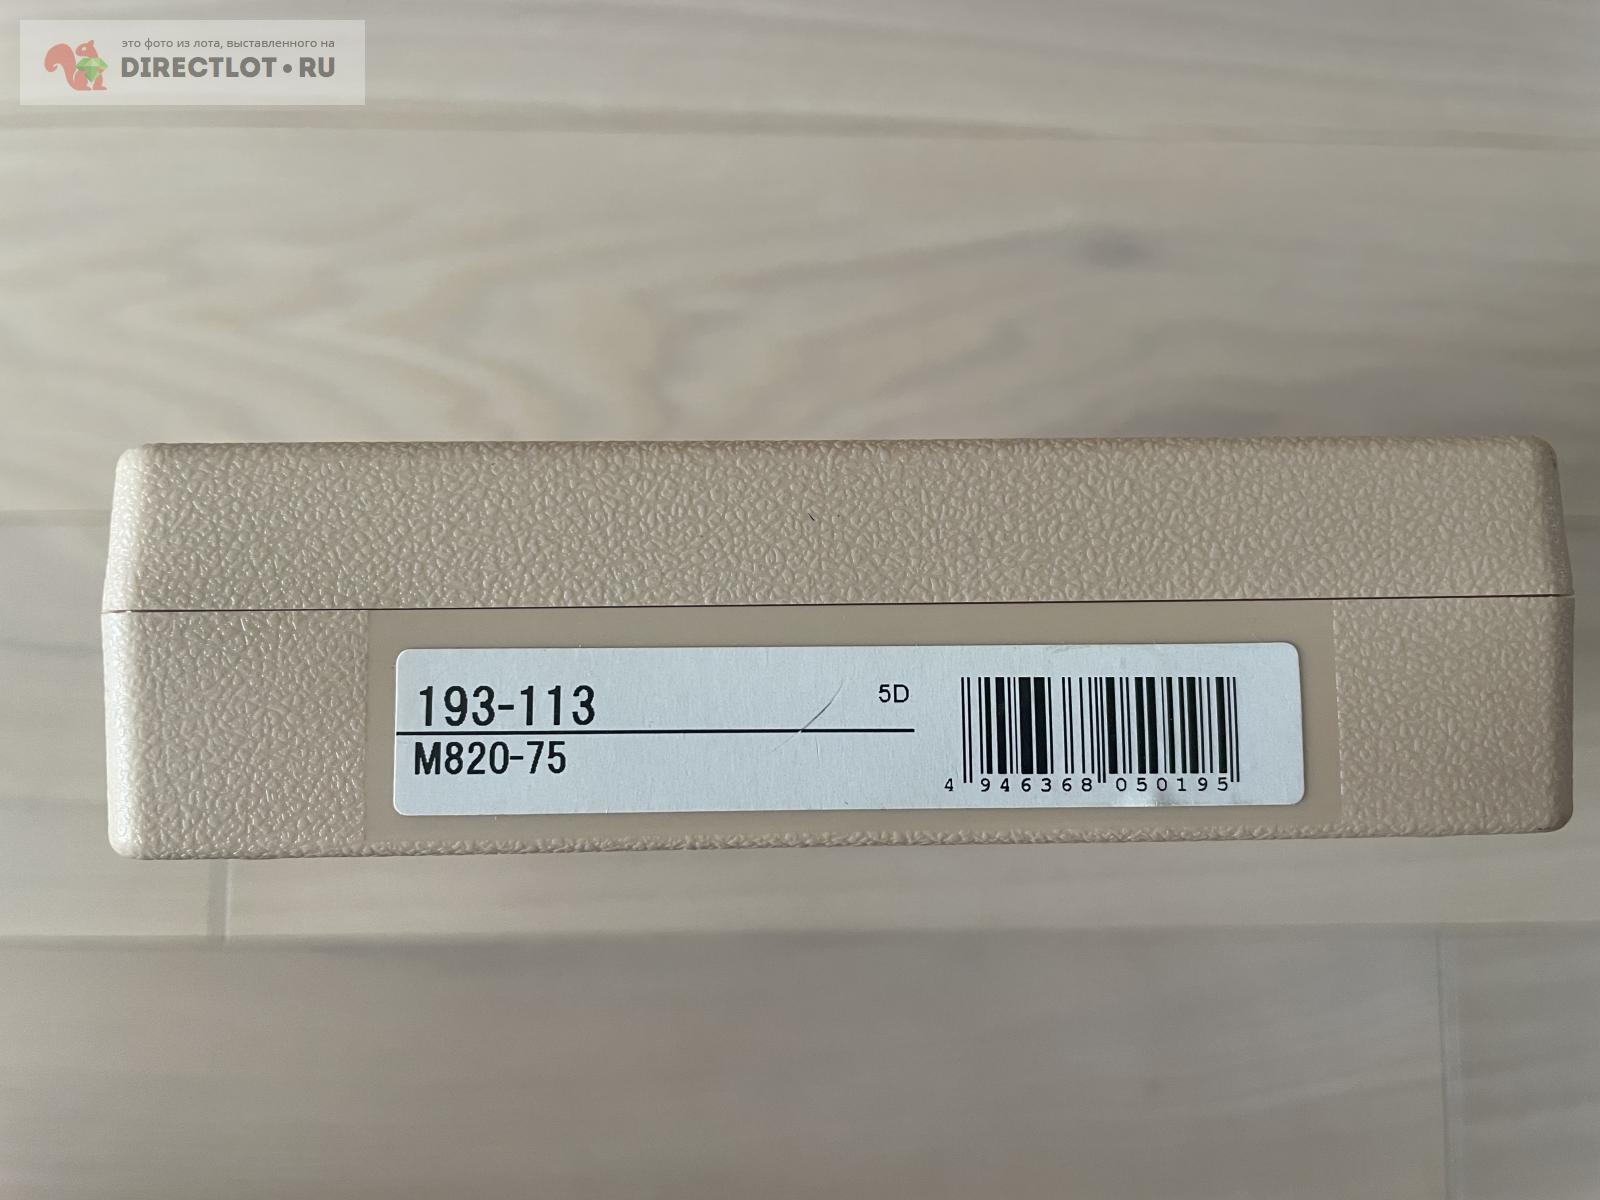 это фото из лота, выставленного на
DIRECTLOT•RU
193-113
5D
M820-75
4 946368 050195